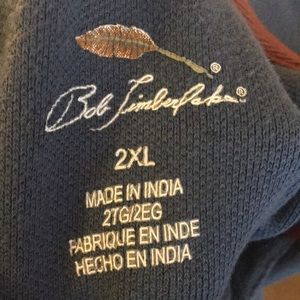 ®
Bob Timberlake®
2XL
MADE IN INDIA
2TG/2EG
FABRIQUE EN INDE
HECHO EN INDIA